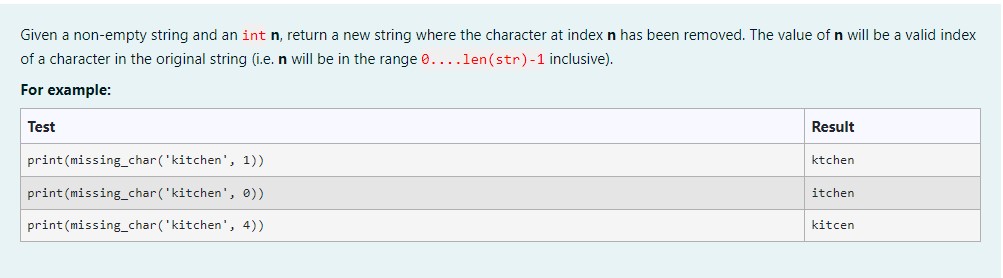 Given a non-empty string and an int n, return a new string where the character at index n has been removed. The value of n will be a valid index
of a character in the original string (i.e. n will be in the range 0....len(str)-1 inclusive).
For example:
Test Result
print(missing_char('kitchen', 1)) ktchen
print(missing_char('kitchen', 0)) itchen
print(missing_char('kitchen', 4)) kitcen